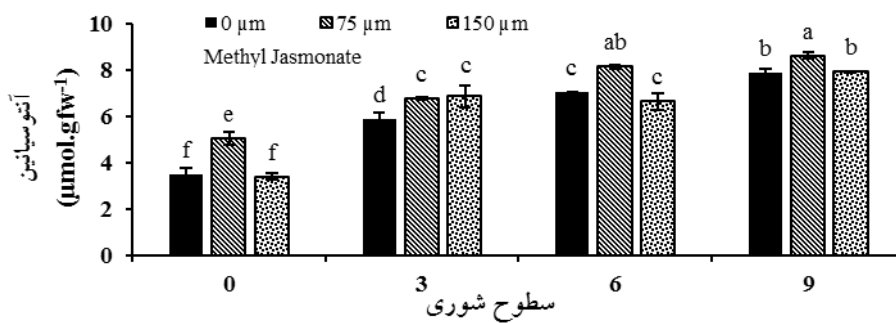 0 µm 75 µm 150 µm
Methyl Jasmonate
آنتوسیانین
(µmol.gfw⁻¹)
10
8
6
4
2
0
f e f
d c c
c ab c
b a b
0 3 6 9
سطوح شوری